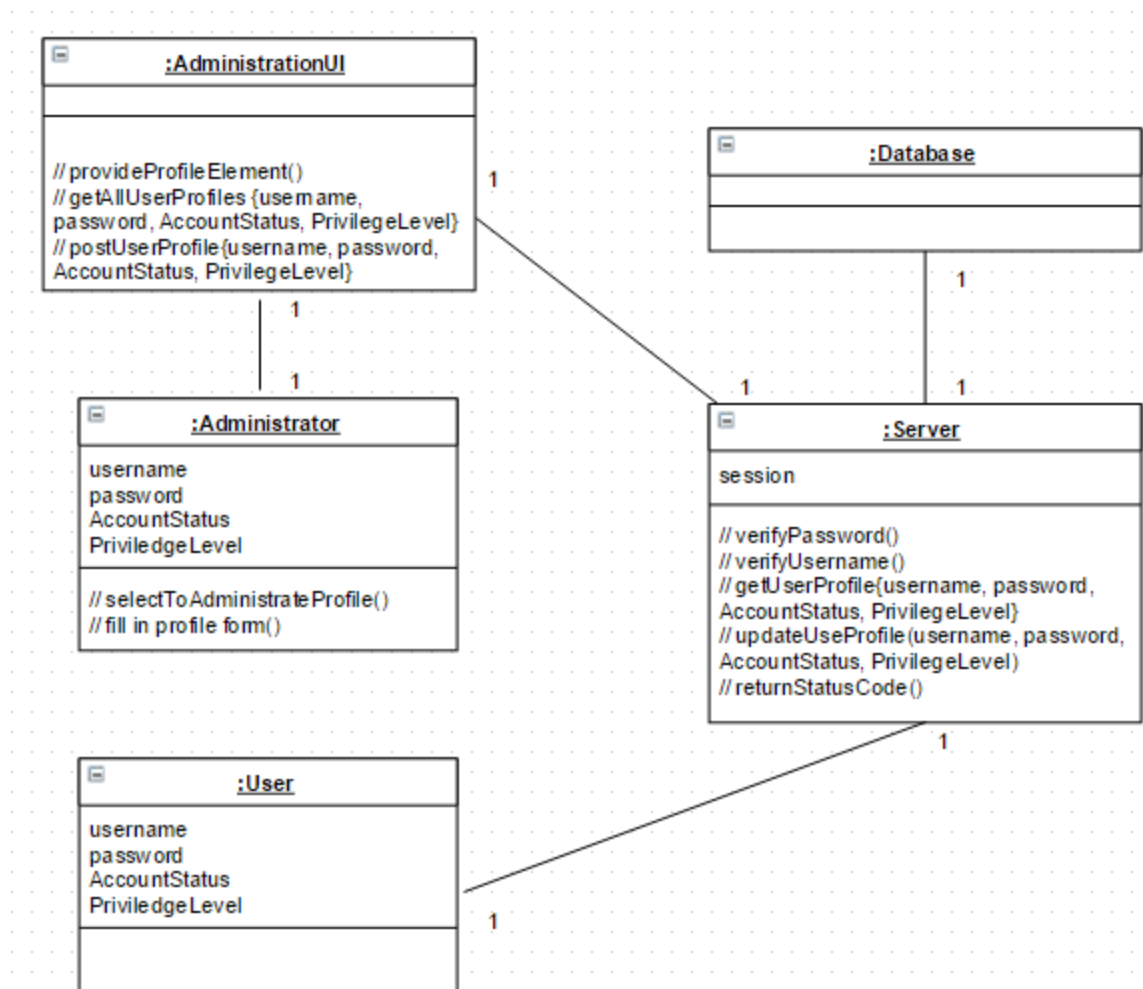 :AdministrationUI
// provideProfileElement()
// getAllUserProfiles {username,
password, AccountStatus, PrivilegeLevel}
// postUserProfile{username, password,
AccountStatus, PrivilegeLevel}
1
1
1
:Database
1
1
1
:Administrator
username
password
AccountStatus
PriviledgeLevel
// selectToAdministrateProfile()
// fill in profile form()
:Server
session
// verifyPassword()
// verifyUsername()
// getUserProfile{username, password,
AccountStatus, PrivilegeLevel}
// updateUseProfile(username, password,
AccountStatus, PrivilegeLevel)
// returnStatusCode()
1
:User
username
password
AccountStatus
PriviledgeLevel
1